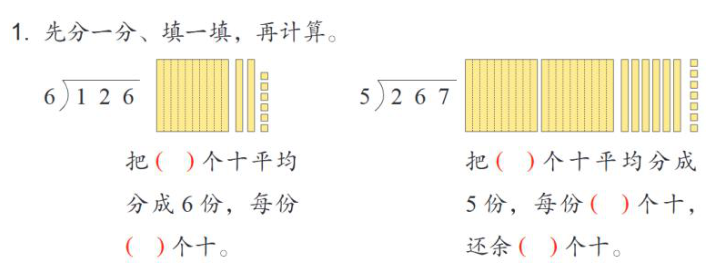 1. 先分一分、填一填，再计算。
6)1 2 6
5)2 6 7
把( )个十平均
分成6份，每份
( )个十。
把( )个十平均分成
5份，每份( )个十，
还余( )个十。